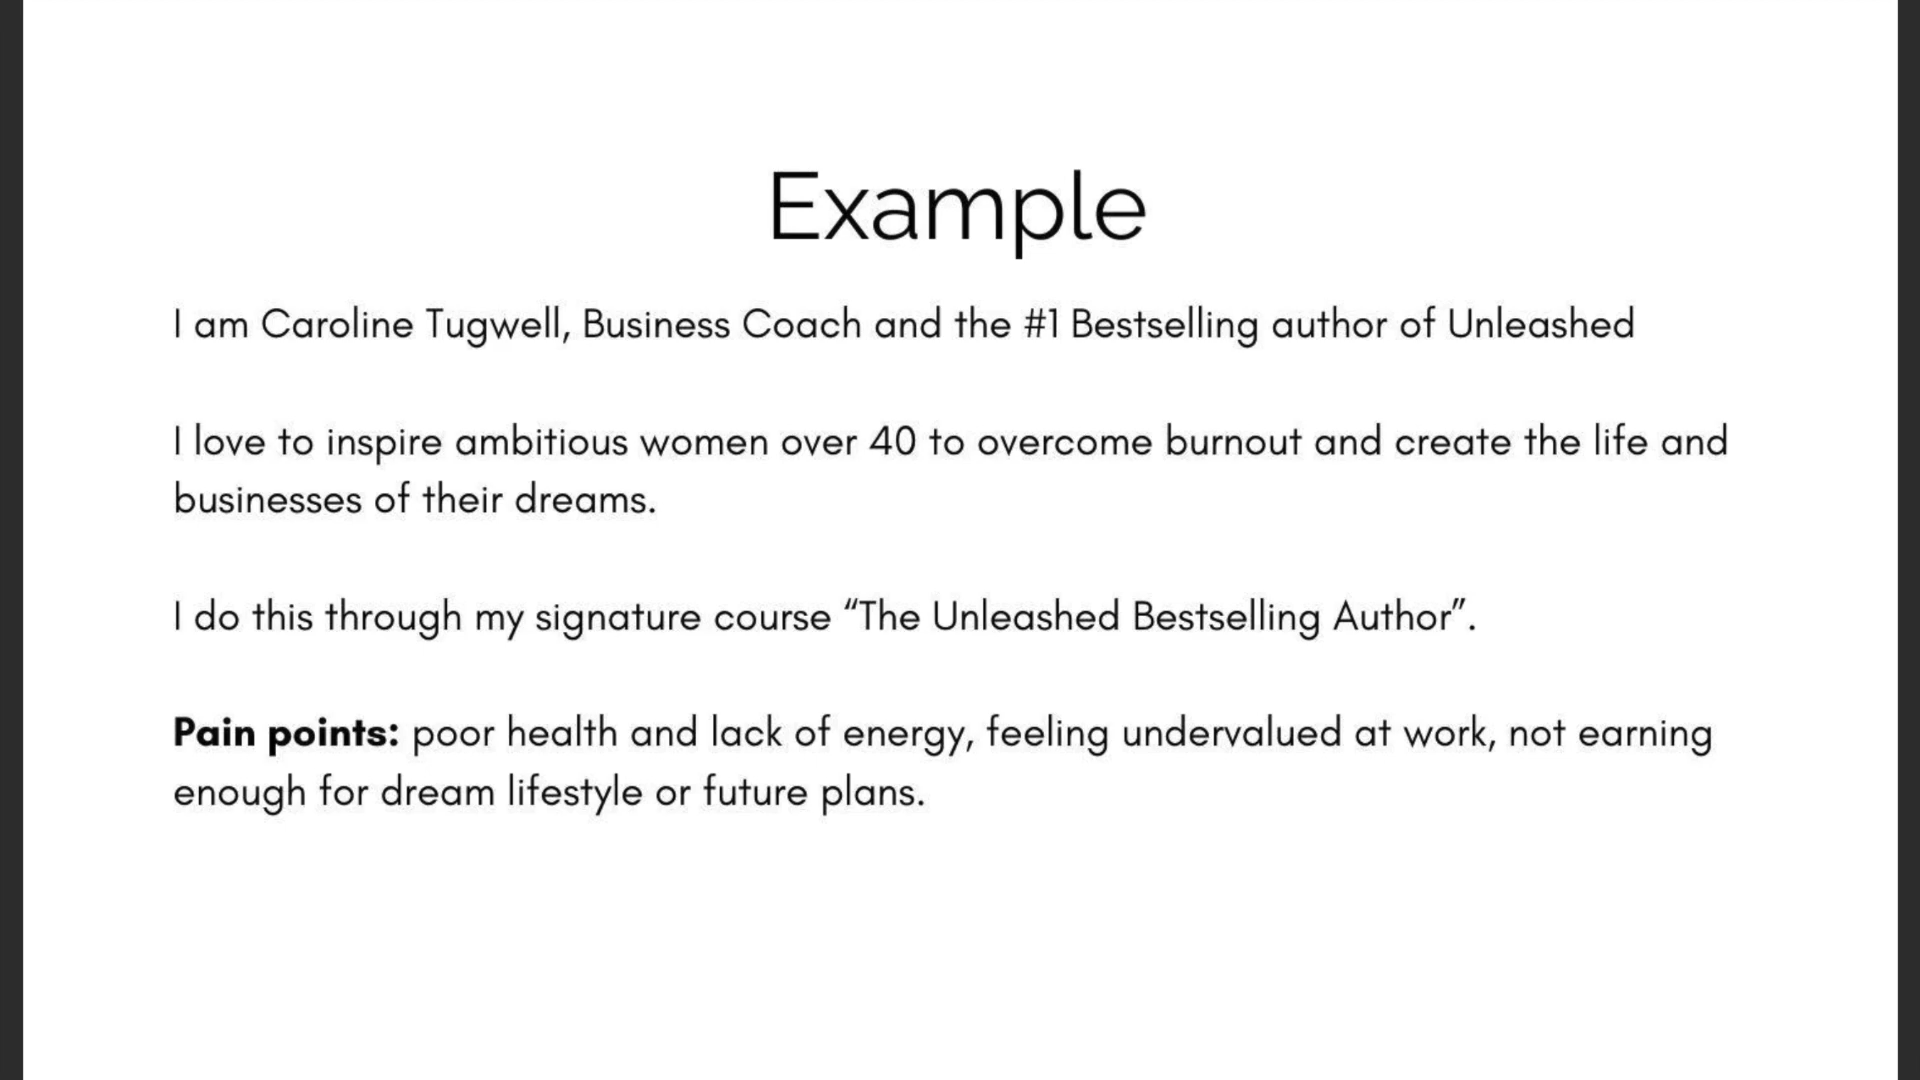 Example
I am Caroline Tugwell, Business Coach and the #1 Bestselling author of Unleashed
I love to inspire ambitious women over 40 to overcome burnout and create the life and
businesses of their dreams.
I do this through my signature course “The Unleashed Bestselling Author”.
Pain points: poor health and lack of energy, feeling undervalued at work, not earning
enough for dream lifestyle or future plans.